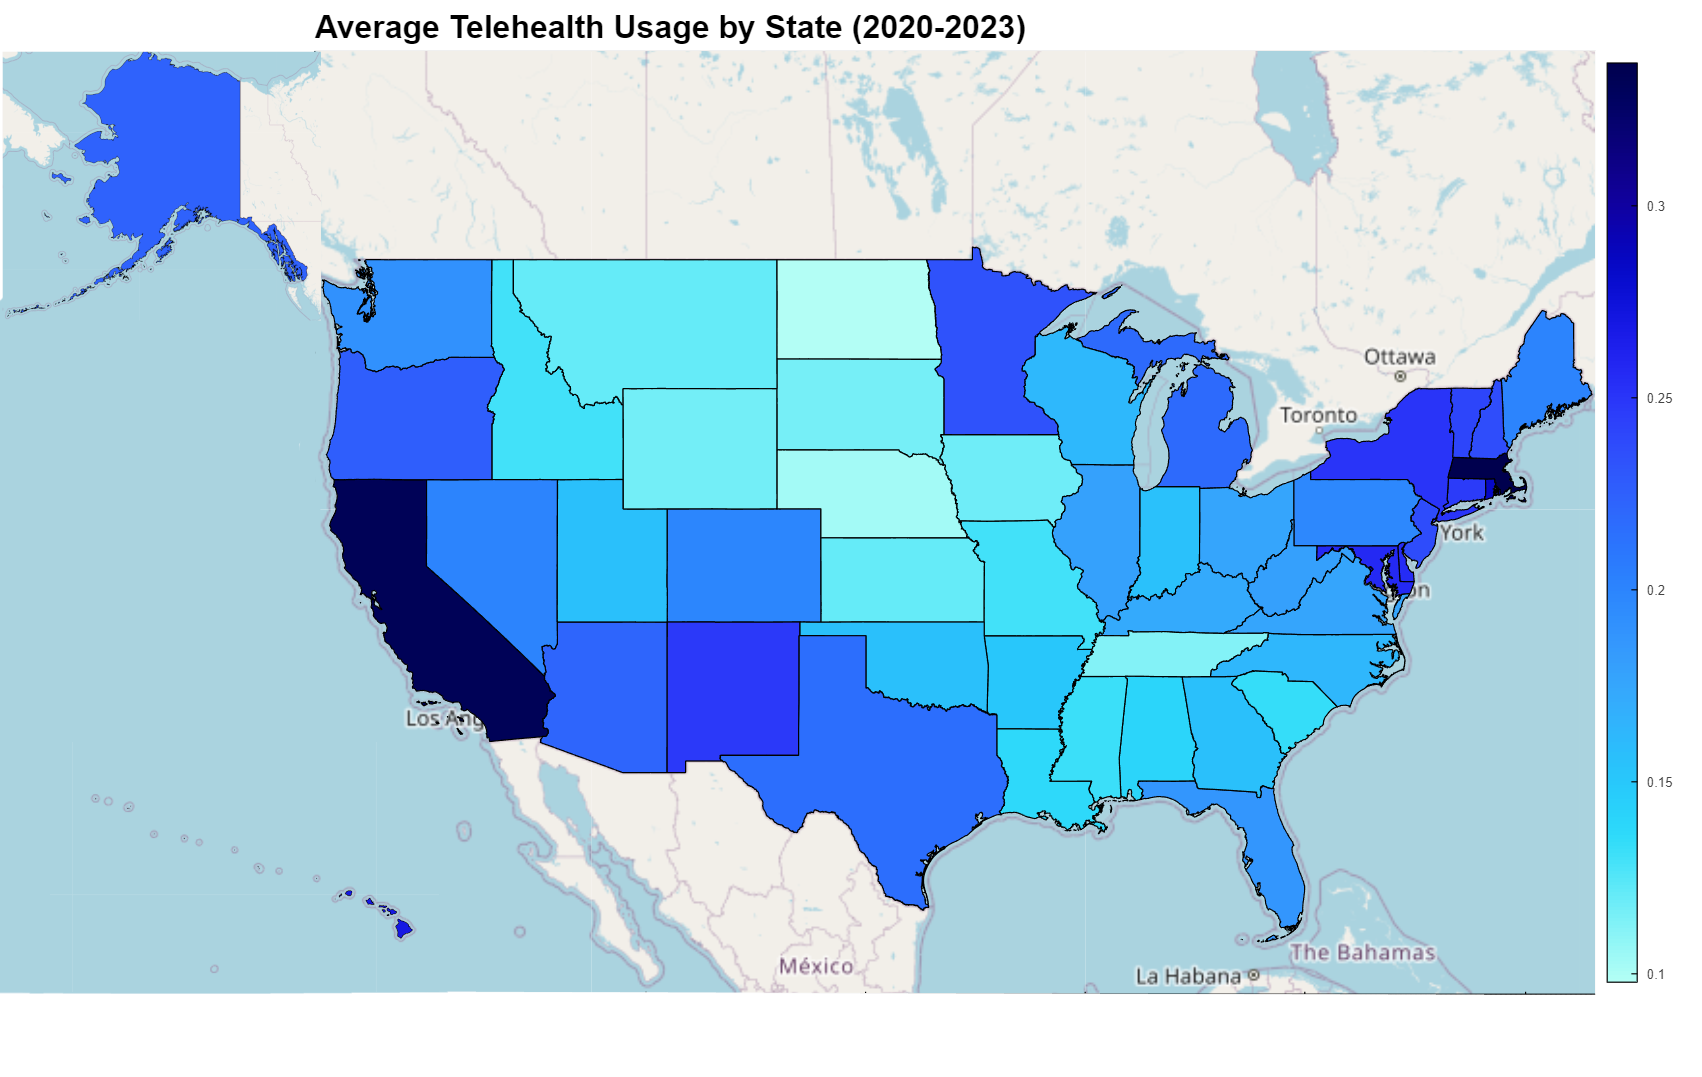 Average Telehealth Usage by State (2020-2023)
0.3
Ottawa
0.25
Toronto
York
0.2
on
Los Ang
0.15
The Bahamas
México
La Habana
0.1